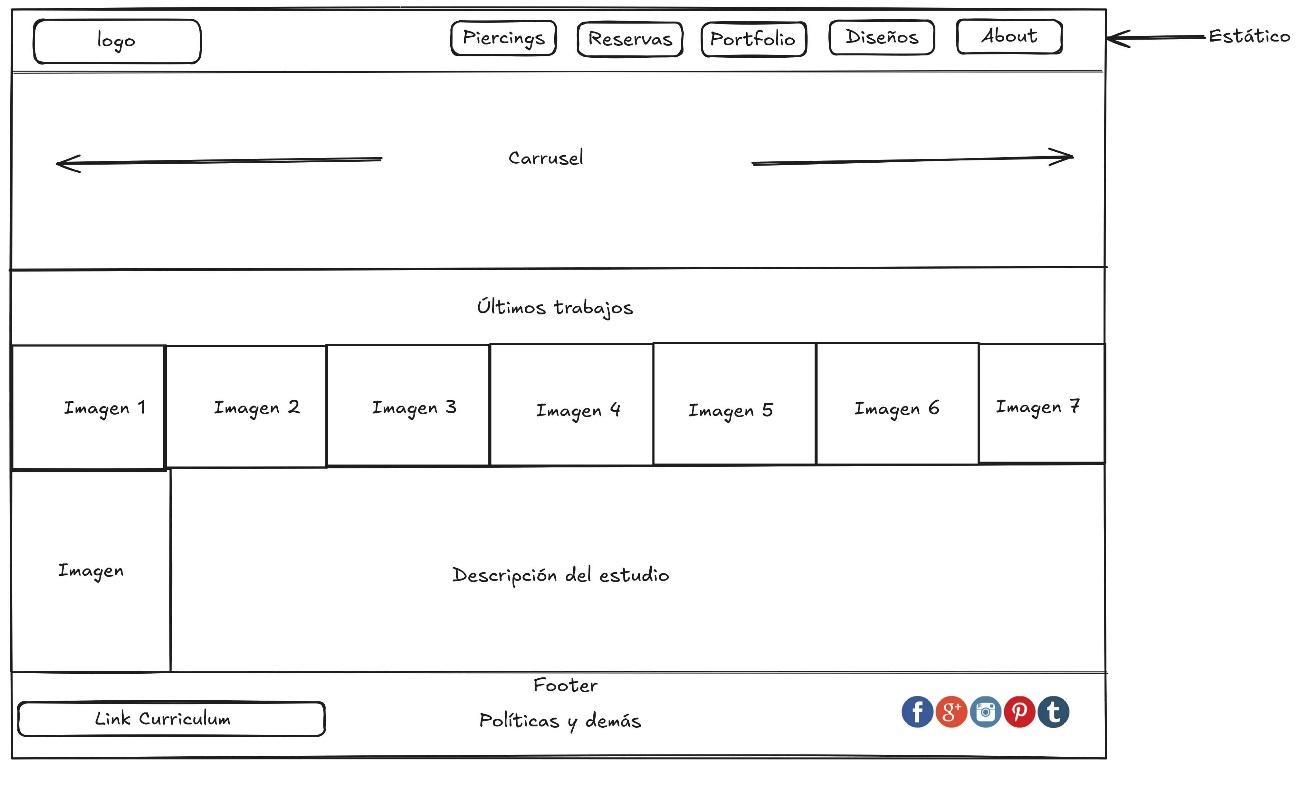 logo
Piercings
Reservas
Portfolio
Diseños
About
Estático
Carrusel
Últimos trabajos
Imagen 1
Imagen 2
Imagen 3
Imagen 4
Imagen 5
Imagen 6
Imagen 7
Imagen
Descripción del estudio
Footer
Link Curriculum
Políticas y demás
f
g+
p
t